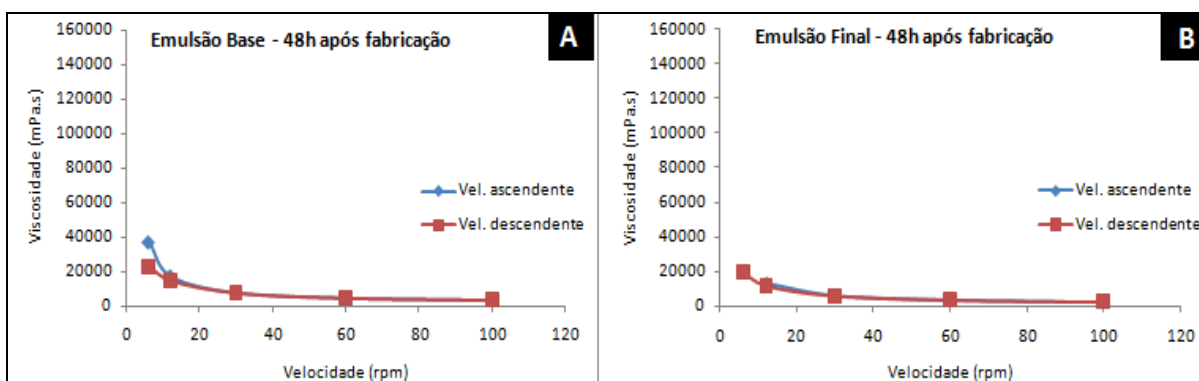 Emulsão Base - 48h após fabricação
A
160000
140000
120000
100000
80000
60000
40000
20000
0
Viscosidade (mPa.s)
Vel. ascendente
Vel. descendente
0 20 40 60 80 100 120
Velocidade (rpm)
Emulsão Final - 48h após fabricação
B
160000
140000
120000
100000
80000
60000
40000
20000
0
Viscosidade (mPa.s)
Vel. ascendente
Vel. descendente
0 20 40 60 80 100 120
Velocidade (rpm)